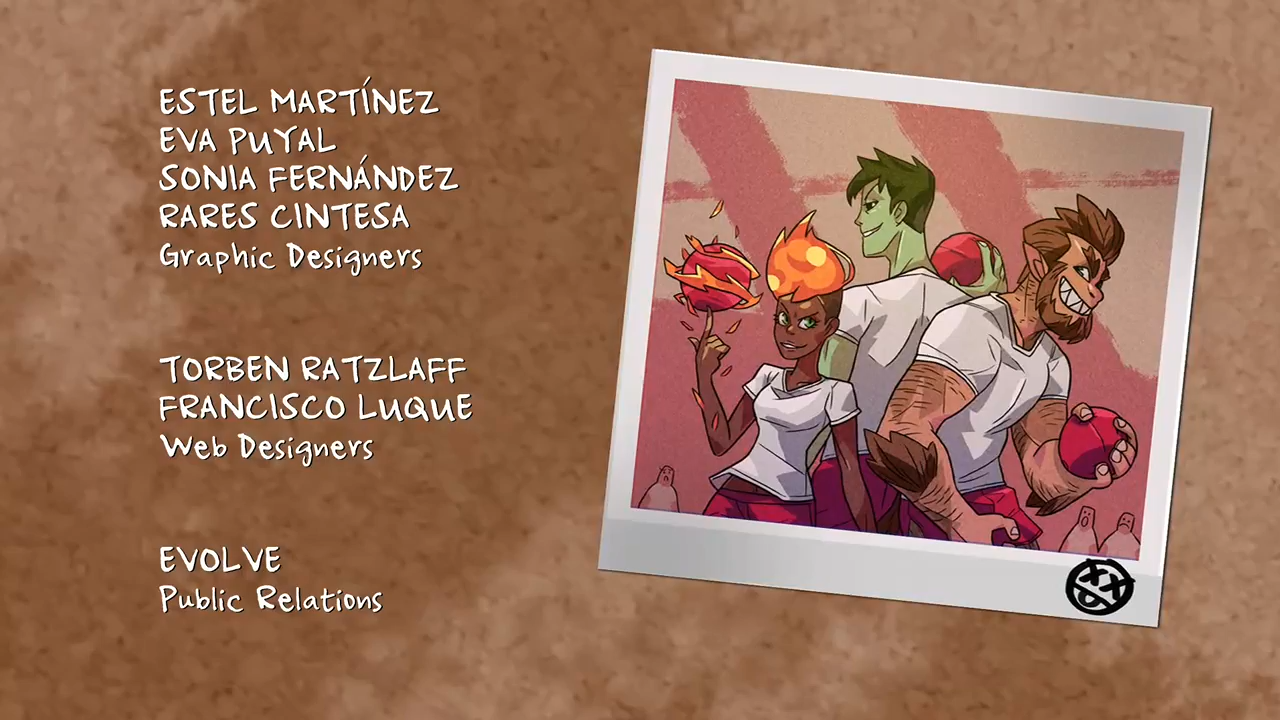 ESTEL MARTÍNEZ
EVA PUYAL
SONIA FERNÁNDEZ
RARES CINTESA
Graphic Designers
TORBEN RATZLAFF
FRANCISCO LUQUE
Web Designers
EVOLVE
Public Relations